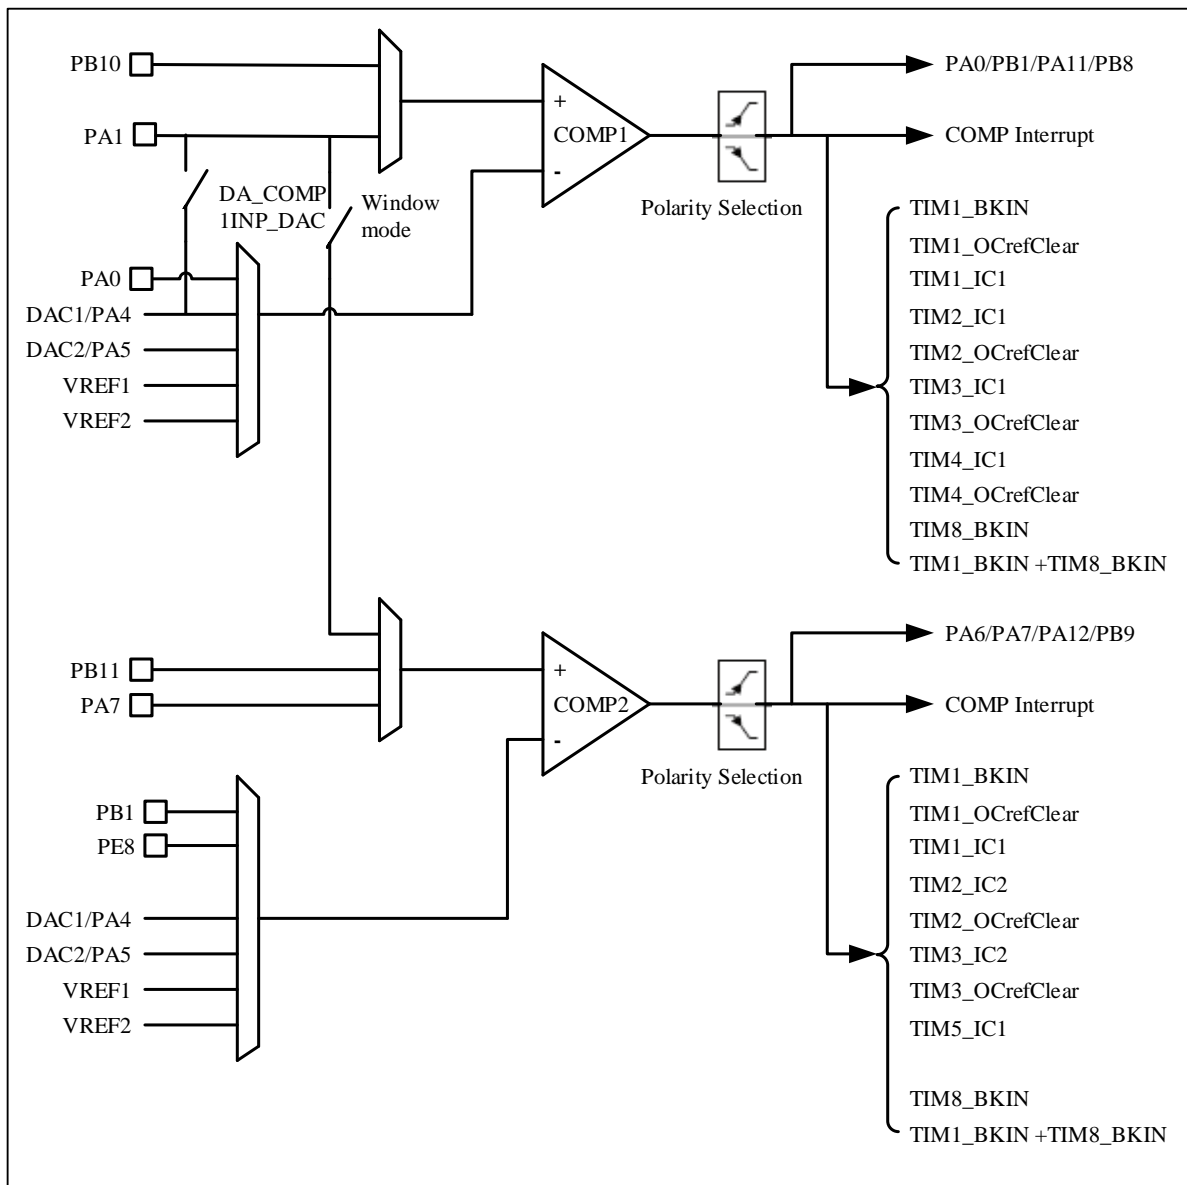 PB10
PA1
DA_COMP
1INP_DAC
Window
mode
PA0
DAC1/PA4
DAC2/PA5
VREF1
VREF2
+
COMP1
-
Polarity Selection
PA0/PB1/PA11/PB8
COMP Interrupt
TIM1_BKIN
TIM1_OCrefClear
TIM1_IC1
TIM2_IC1
TIM2_OCrefClear
TIM3_IC1
TIM3_OCrefClear
TIM4_IC1
TIM4_OCrefClear
TIM8_BKIN
TIM1_BKIN +TIM8_BKIN
PB11
PA7
PB1
PE8
DAC1/PA4
DAC2/PA5
VREF1
VREF2
+
COMP2
-
Polarity Selection
PA6/PA7/PA12/PB9
COMP Interrupt
TIM1_BKIN
TIM1_OCrefClear
TIM1_IC1
TIM2_IC2
TIM2_OCrefClear
TIM3_IC2
TIM3_OCrefClear
TIM5_IC1
TIM8_BKIN
TIM1_BKIN +TIM8_BKIN